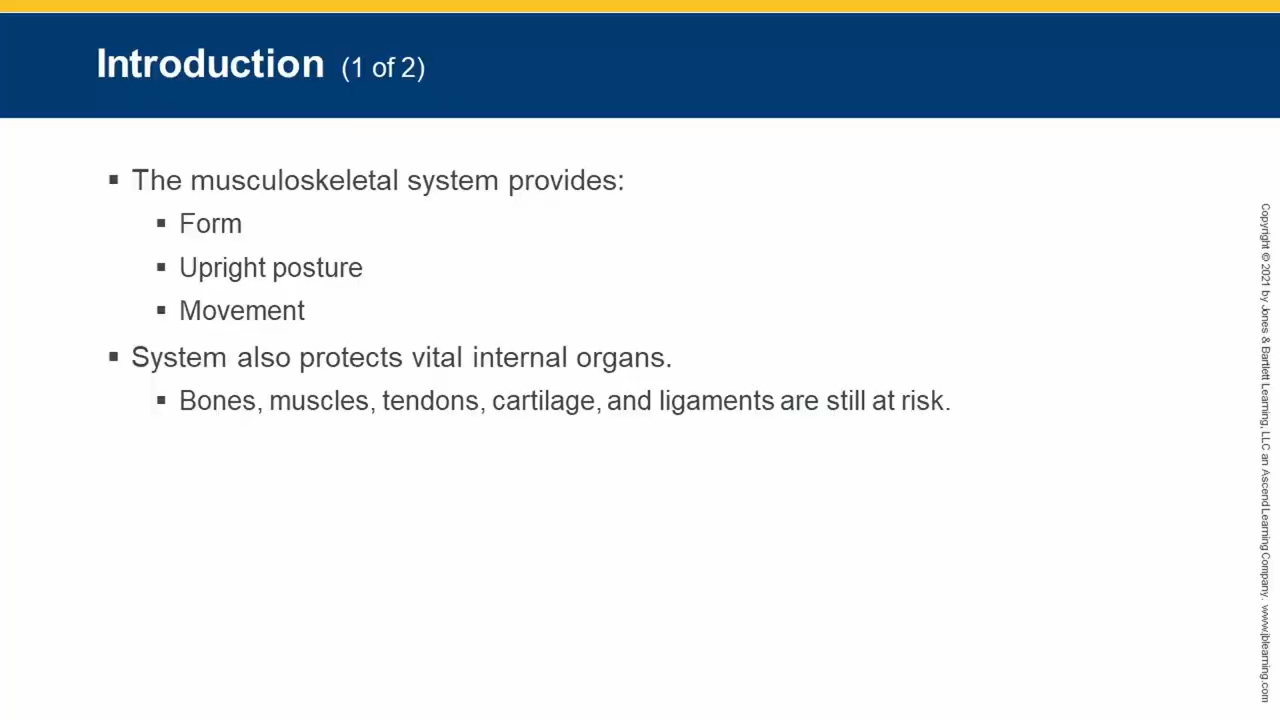 Introduction (1 of 2)
▪ The musculoskeletal system provides:
▪ Form
▪ Upright posture
▪ Movement
▪ System also protects vital internal organs.
▪ Bones, muscles, tendons, cartilage, and ligaments are still at risk.
Copyright © 2021 by Jones & Bartlett Learning, LLC an Ascend Learning Company. www.jblearning.com